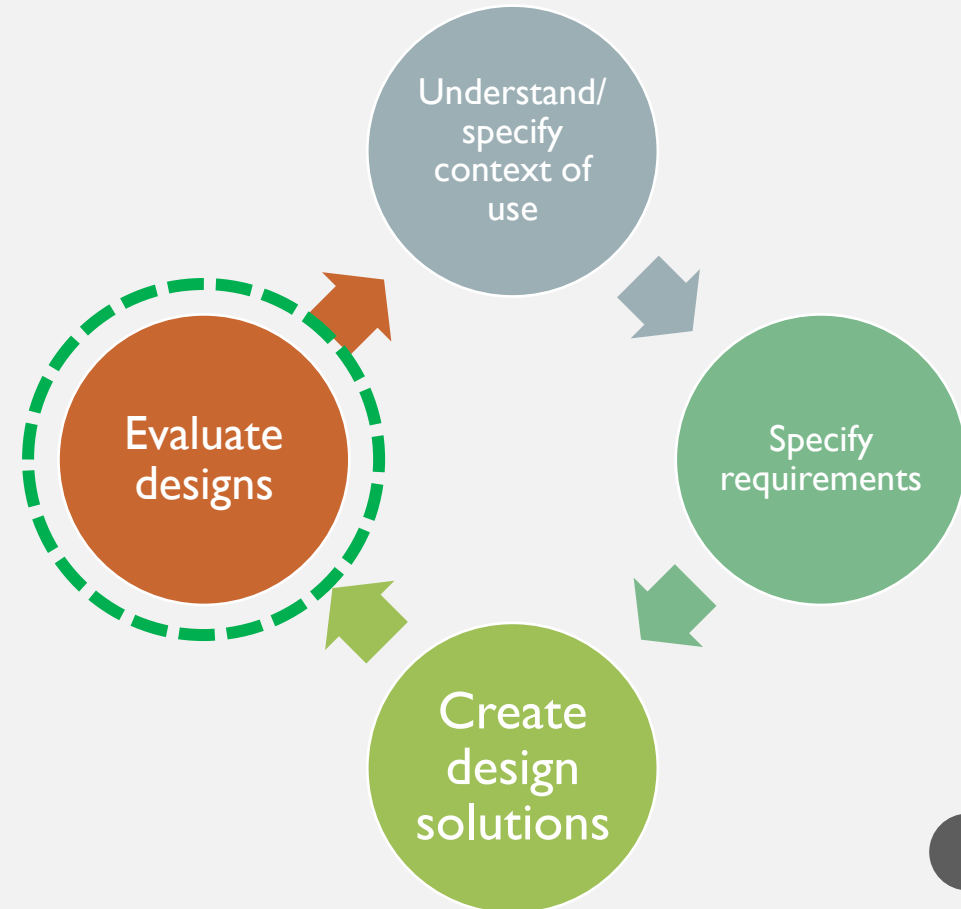 Understand/
specify
context of
use
Evaluate
designs
Specify
requirements
Create
design
solutions